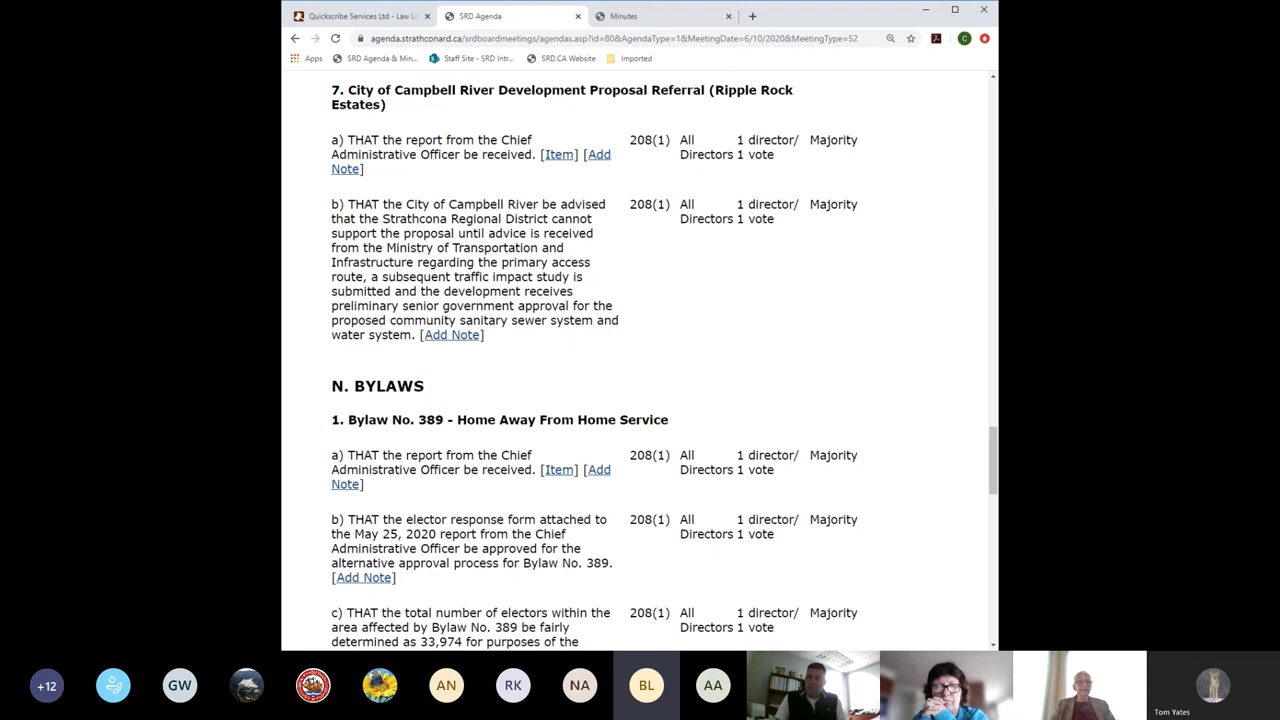 Quickscribe Services Ltd - Law Li
SRD Agenda
Minutes
agenda.strathconard.ca/srdboardmeetings/agendas.asp?id=80&AgendaType=1&MeetingDate=6/10/2020&MeetingType=52
C
Apps
SRD Agenda & Min...
Staff Site - SRD Intr...
SRD.CA Website
Imported
7. City of Campbell River Development Proposal Referral (Ripple Rock
Estates)
a) THAT the report from the Chief 208(1) All 1 director/ Majority
Administrative Officer be received. [Item] [Add Directors 1 vote
Note]
b) THAT the City of Campbell River be advised 208(1) All 1 director/ Majority
that the Strathcona Regional District cannot Directors 1 vote
support the proposal until advice is received
from the Ministry of Transportation and
Infrastructure regarding the primary access
route, a subsequent traffic impact study is
submitted and the development receives
preliminary senior government approval for the
proposed community sanitary sewer system and
water system. [Add Note]
N. BYLAWS
1. Bylaw No. 389 - Home Away From Home Service
a) THAT the report from the Chief 208(1) All 1 director/ Majority
Administrative Officer be received. [Item] [Add Directors 1 vote
Note]
b) THAT the elector response form attached to 208(1) All 1 director/ Majority
the May 25, 2020 report from the Chief Directors 1 vote
Administrative Officer be approved for the
alternative approval process for Bylaw No. 389.
[Add Note]
c) THAT the total number of electors within the 208(1) All 1 director/ Majority
area affected by Bylaw No. 389 be fairly Directors 1 vote
determined as 33,974 for purposes of the
+12
GW
AN
RK
NA
BL
AA
Tom Yates